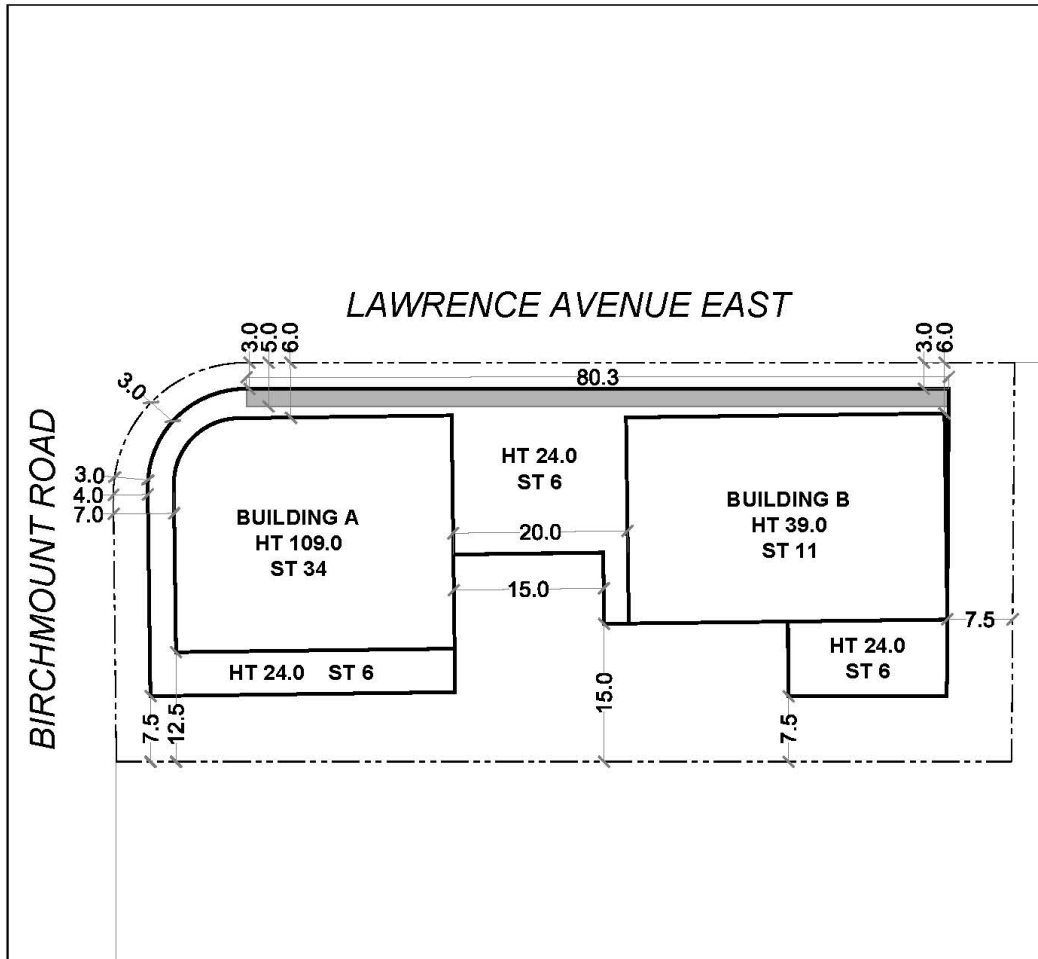 LAWRENCE AVENUE EAST
3.0
5.0
6.0
3.0
6.0
80.3
3.0
BIRCHMOUNT ROAD
3.0
4.0
7.0
HT 24.0
ST 6
BUILDING A
HT 109.0
ST 34
BUILDING B
HT 39.0
ST 11
20.0
15.0
7.5
HT 24.0
ST 6
HT 24.0 ST 6
7.5
12.5
15.0
7.5